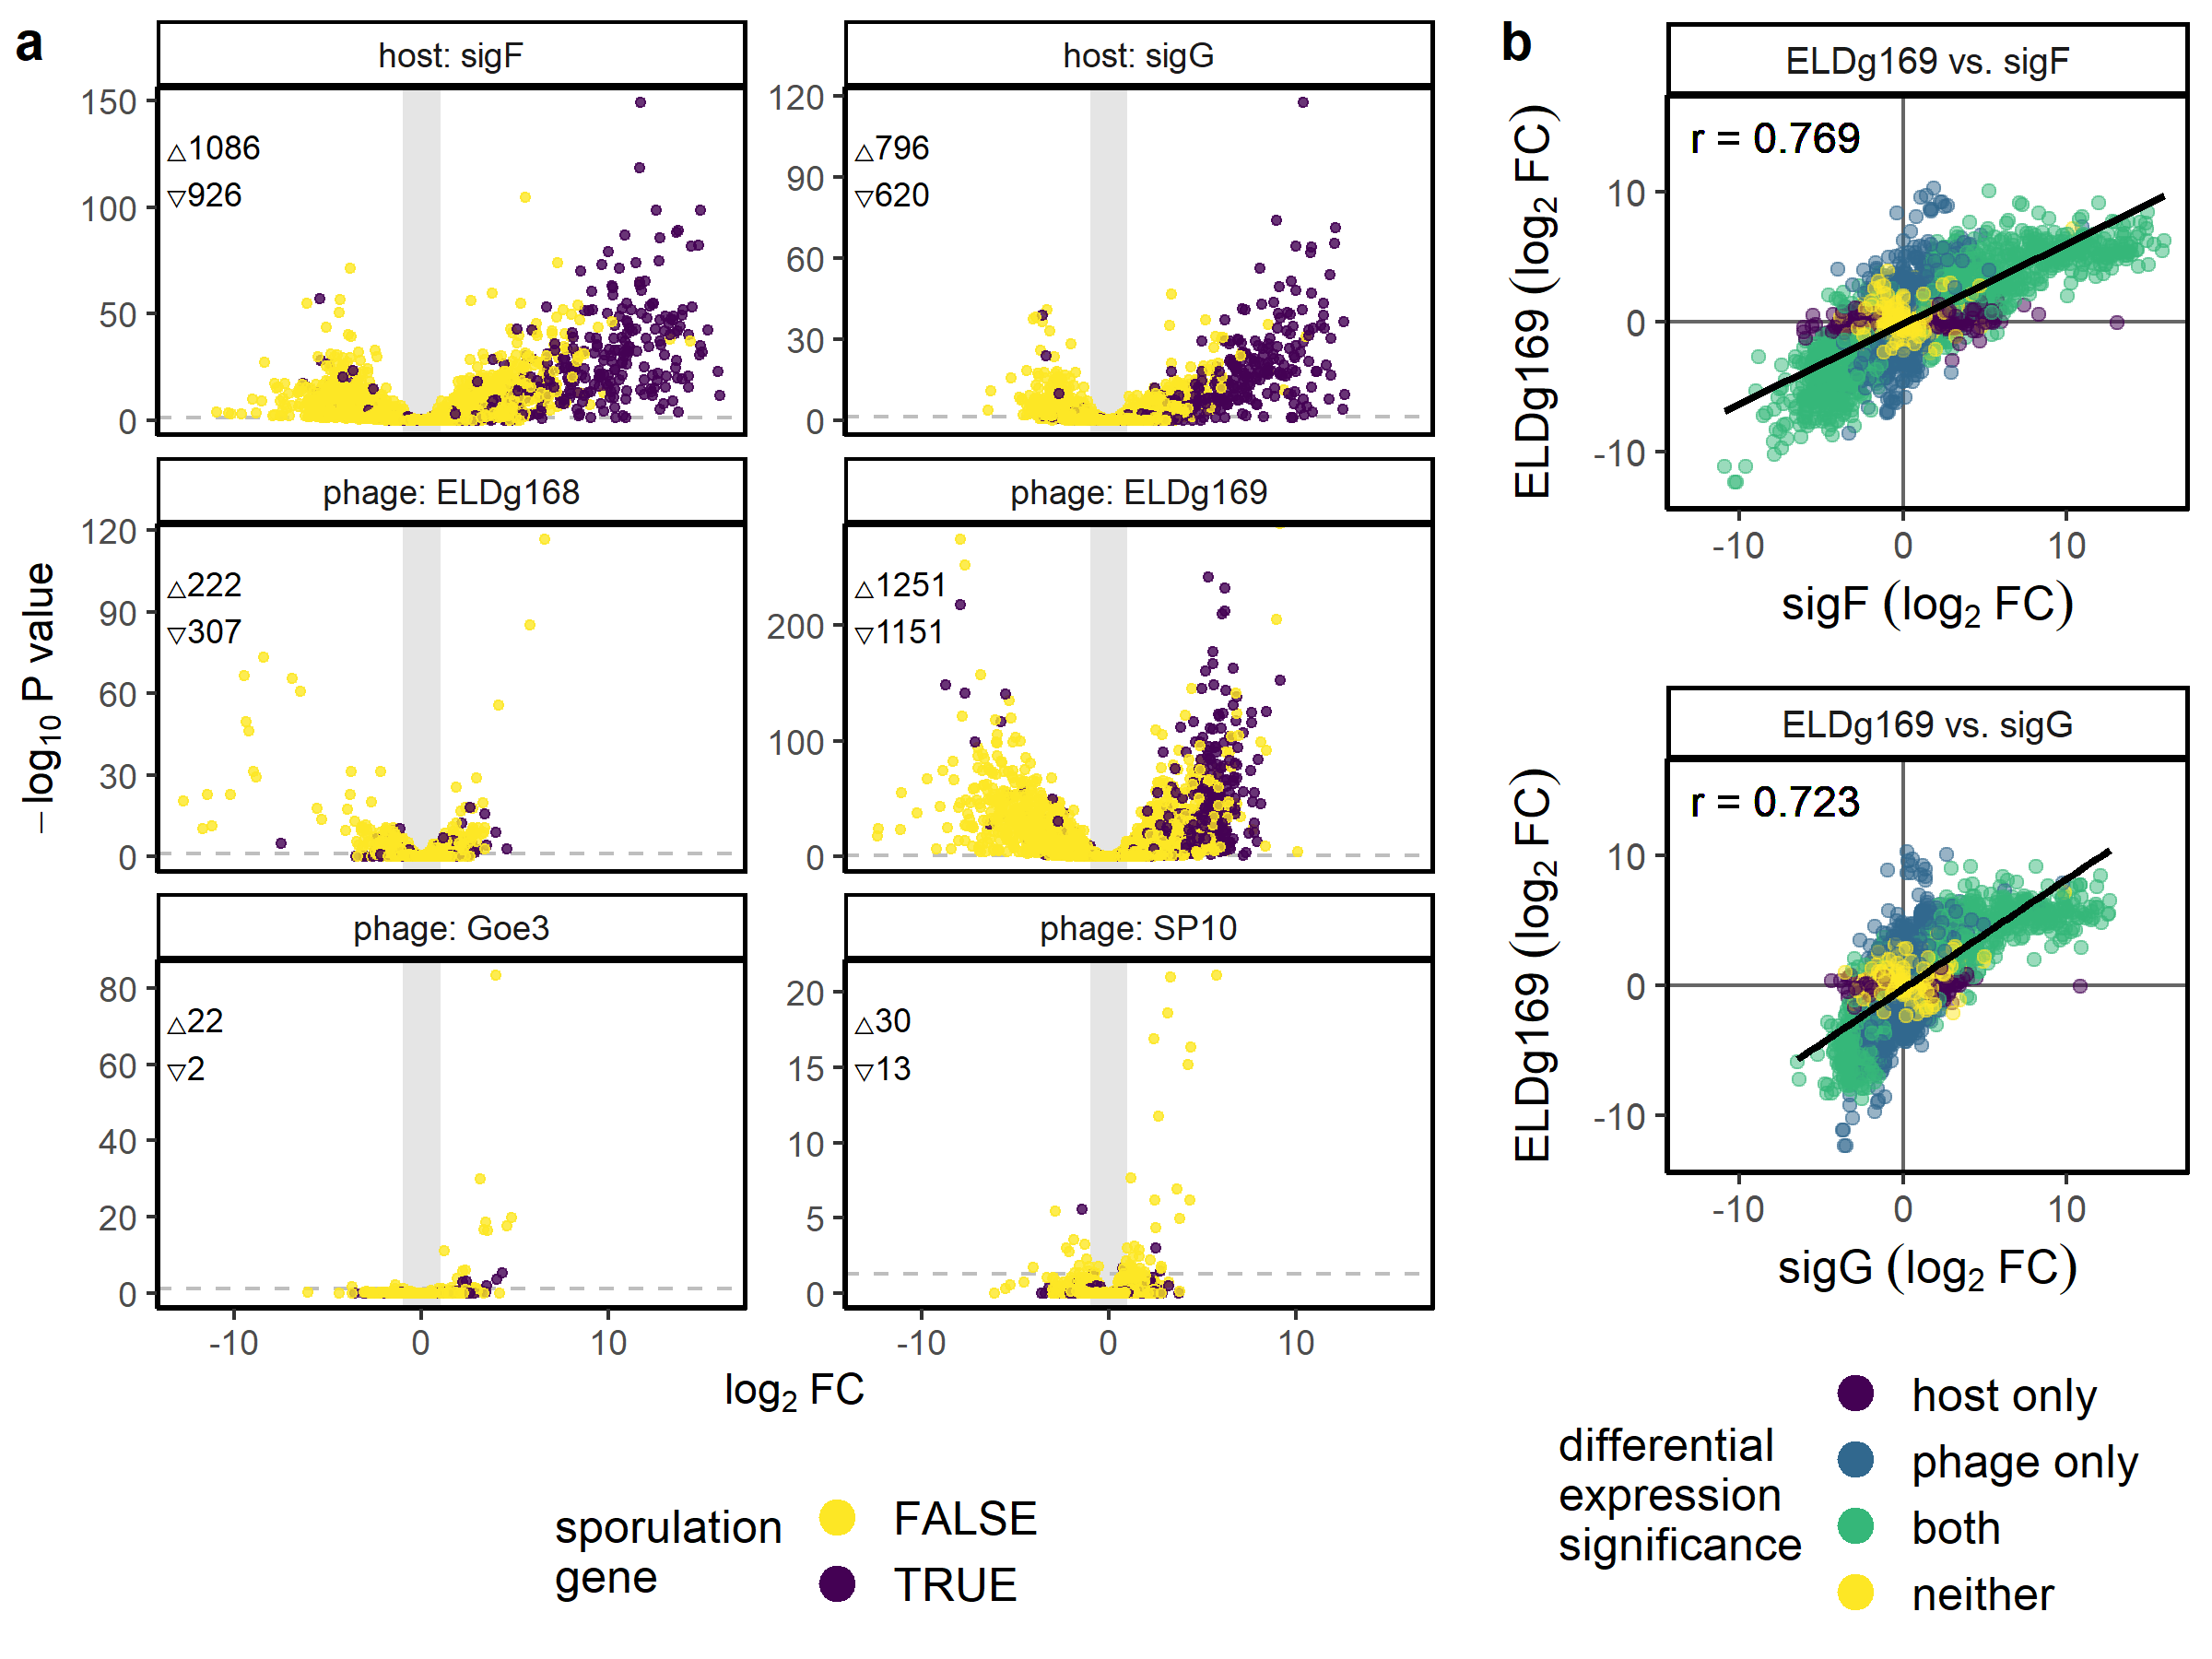 a
host: sigF
150
100
50
0
△1086
▽926
host: sigG
120
90
60
30
0
△796
▽620
phage: ELDg168
120
90
60
30
0
△222
▽307
phage: ELDg169
200
100
0
△1251
▽1151
phage: Goe3
80
60
40
20
0
△22
▽2
phage: SP10
20
15
10
5
0
△30
▽13
-10 0 10
-10 0 10
−log₁₀ P value
log₂ FC
sporulation
gene
FALSE
TRUE
b
ELDg169 vs. sigF
r = 0.769
10
0
-10
-10 0 10
ELDg169 (log₂ FC)
sigF (log₂ FC)
ELDg169 vs. sigG
r = 0.723
10
0
-10
-10 0 10
ELDg169 (log₂ FC)
sigG (log₂ FC)
differential
expression
significance
host only
phage only
both
neither